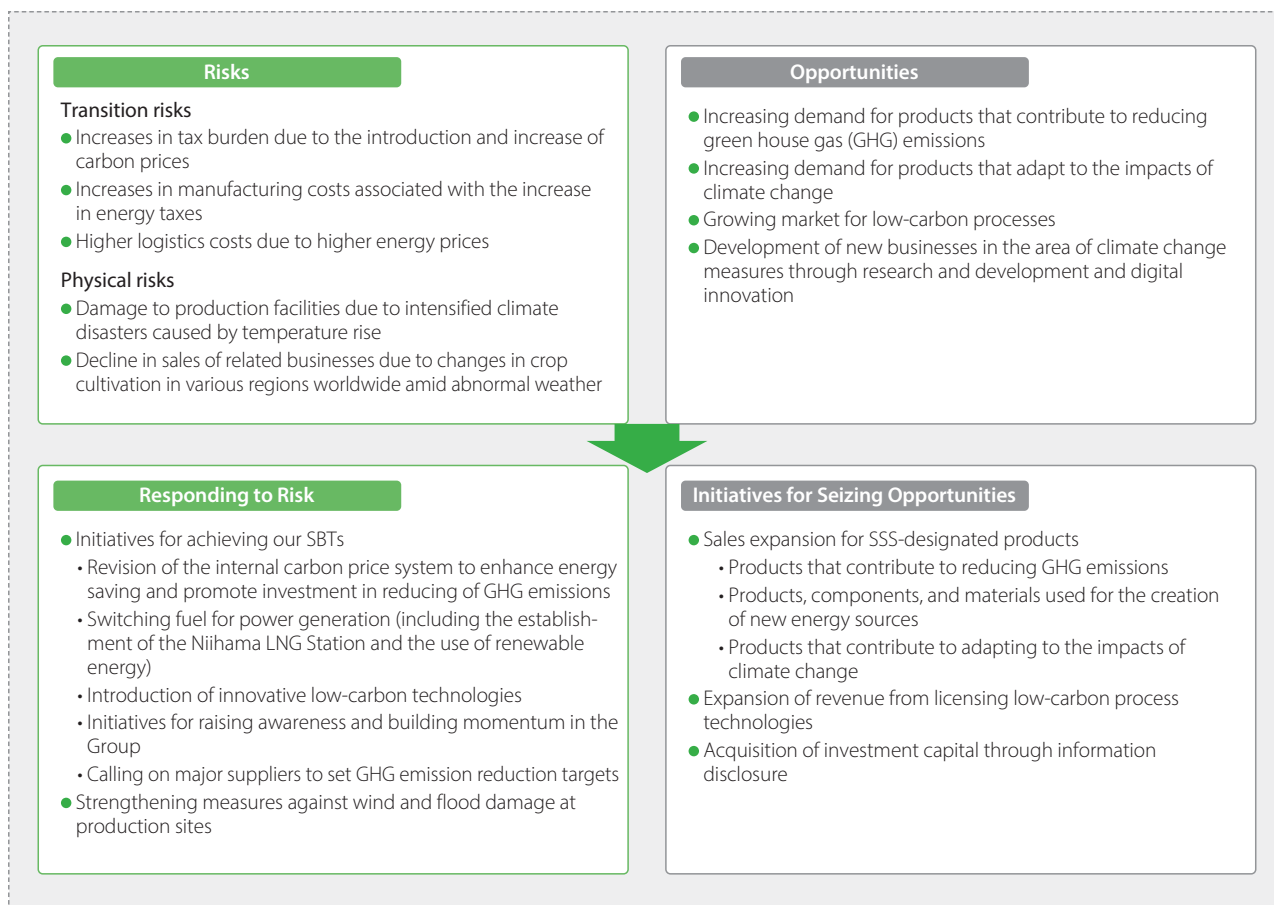 Risks
Transition risks
● Increases in tax burden due to the introduction and increase of
carbon prices
● Increases in manufacturing costs associated with the increase
in energy taxes
● Higher logistics costs due to higher energy prices
Physical risks
● Damage to production facilities due to intensified climate
disasters caused by temperature rise
● Decline in sales of related businesses due to changes in crop
cultivation in various regions worldwide amid abnormal weather
Opportunities
● Increasing demand for products that contribute to reducing
green house gas (GHG) emissions
● Increasing demand for products that adapt to the impacts of
climate change
● Growing market for low-carbon processes
● Development of new businesses in the area of climate change
measures through research and development and digital
innovation
Responding to Risk
● Initiatives for achieving our SBTs
• Revision of the internal carbon price system to enhance energy
saving and promote investment in reducing of GHG emissions
• Switching fuel for power generation (including the establish-
ment of the Niihama LNG Station and the use of renewable
energy)
• Introduction of innovative low-carbon technologies
• Initiatives for raising awareness and building momentum in the
Group
• Calling on major suppliers to set GHG emission reduction targets
● Strengthening measures against wind and flood damage at
production sites
Initiatives for Seizing Opportunities
● Sales expansion for SSS-designated products
• Products that contribute to reducing GHG emissions
• Products, components, and materials used for the creation
of new energy sources
• Products that contribute to adapting to the impacts of
climate change
● Expansion of revenue from licensing low-carbon process
technologies
● Acquisition of investment capital through information
disclosure